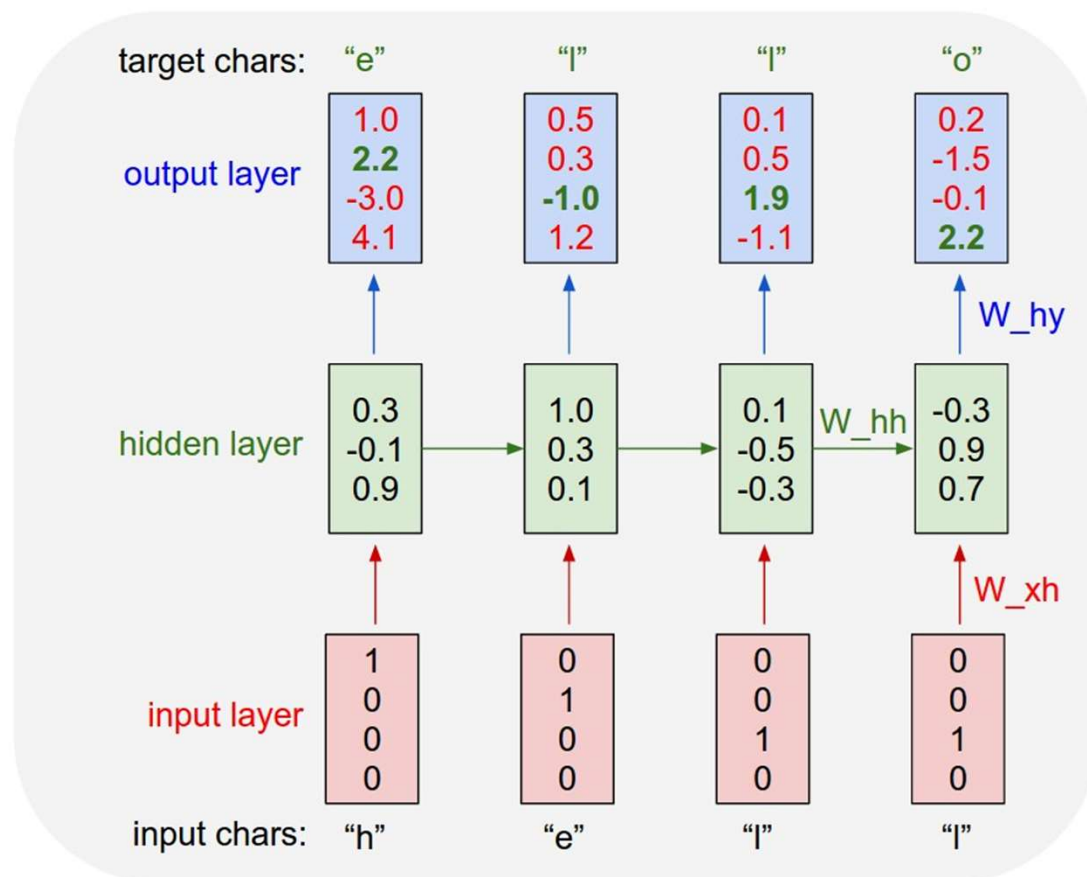 target chars: “e” “l” “l” “o”
1.0 0.5 0.1 0.2
2.2 0.3 0.5 -1.5
output layer
-3.0 -1.0 1.9 -0.1
4.1 1.2 -1.1 2.2
W_hy
0.3 1.0 0.1 W_hh -0.3
hidden layer -0.1 0.3 -0.5 0.9
0.9 0.1 -0.3 0.7
W_xh
1 0 0 0
0 1 0 0
input layer
0 0 1 1
0 0 0 0
input chars: “h” “e” “l” “l”